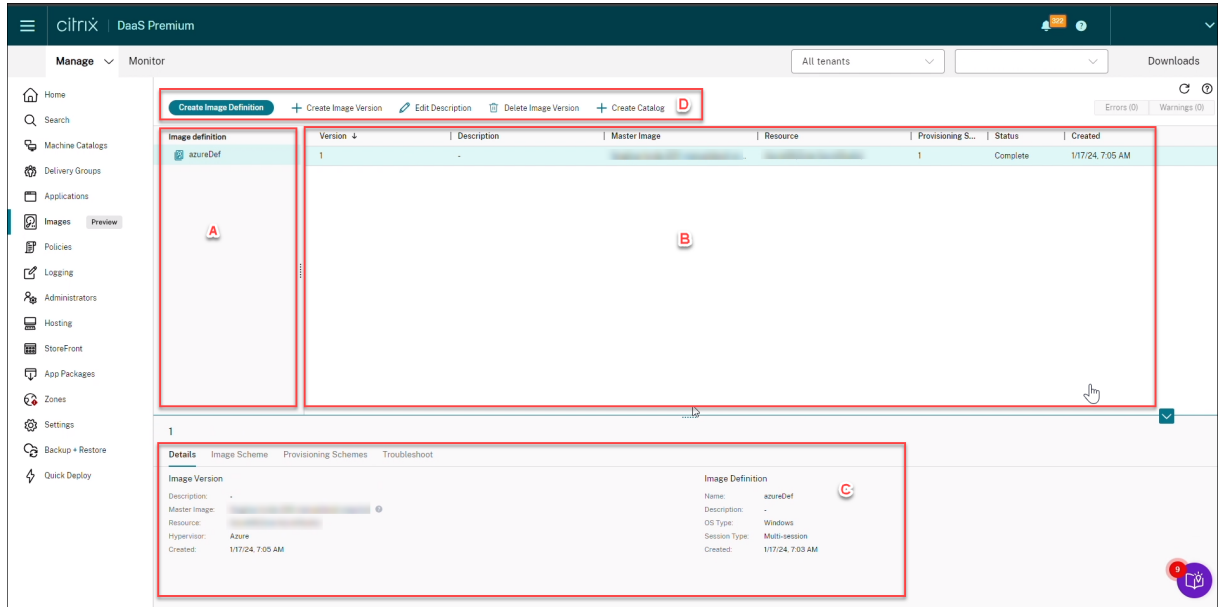 citrix | DaaS Premium 322
Manage Monitor All tenants Downloads
Home
Search
Machine Catalogs
Delivery Groups
Applications
Images Preview
Policies
Logging
Administrators
Hosting
StoreFront
App Packages
Zones
Settings
Backup + Restore
Quick Deploy
Create Image Definition Create Image Version Edit Description Delete Image Version Create Catalog D
Errors (0) Warnings (0)
Image definition
azureDef
A
Version ↓ Description Master Image Resource Provisioning S... Status Created
1 - 1 Complete 1/17/24, 7:05 AM
B
1
Details Image Scheme Provisioning Schemes Troubleshoot
Image Version
Description: -
Master Image:
Resource:
Hypervisor: Azure
Created: 1/17/24, 7:05 AM
Image Definition
Name: azureDef
Description: -
OS Type: Windows
Session Type: Multi-session
Created: 1/17/24, 7:03 AM
C
9